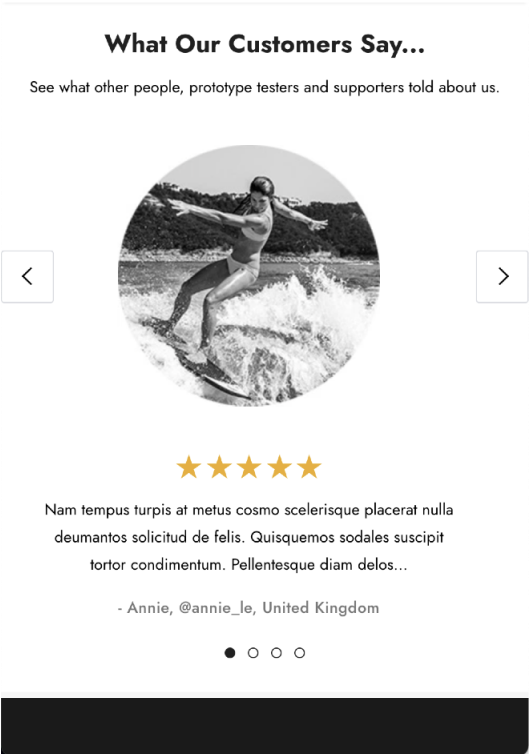 What Our Customers Say...
See what other people, prototype testers and supporters told about us.
★★★★★
Nam tempus turpis at metus cosmo scelerisque placerat nulla
deumantos solicitud de felis. Quisquemos sodales suscipit
tortor condimentum. Pellentesque diam delos...
- Annie, @annie_le, United Kingdom